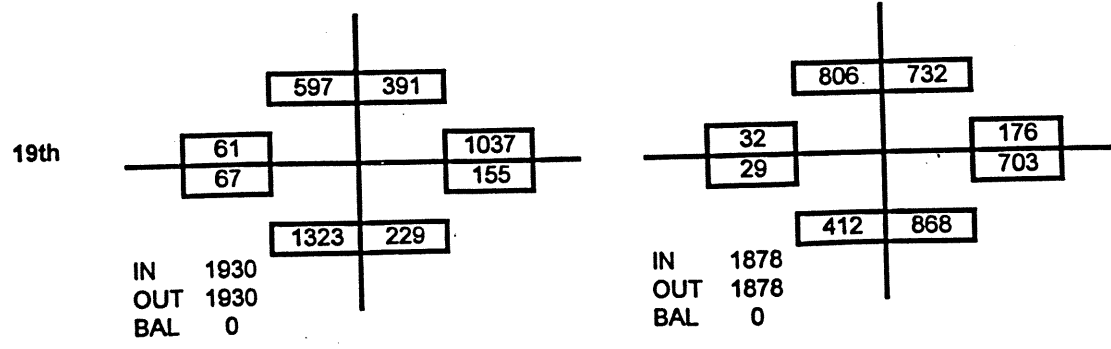 597 391
806 732
19th
61 1037
67 155
32 176
29 703
1323 229
412 868
IN 1930
OUT 1930
BAL 0
IN 1878
OUT 1878
BAL 0